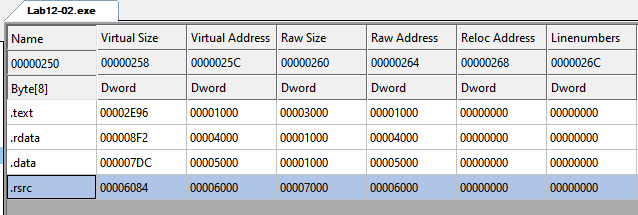 Lab12-02.exe
Name Virtual Size Virtual Address Raw Size Raw Address Reloc Address Linenumbers
00000250 00000258 0000025C 00000260 00000264 00000268 0000026C
Byte[8] Dword Dword Dword Dword Dword Dword
.text 00002E96 00001000 00003000 00001000 00000000 00000000
.rdata 000008F2 00004000 00001000 00004000 00000000 00000000
.data 000007DC 00005000 00001000 00005000 00000000 00000000
.rsrc 00006084 00006000 00007000 00006000 00000000 00000000